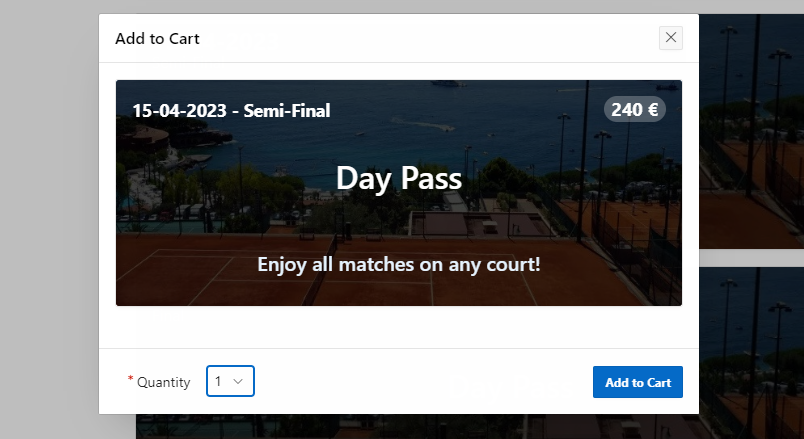 Add to Cart
15-04-2023 - Semi-Final
240 €
Day Pass
Enjoy all matches on any court!
* Quantity
1
Add to Cart